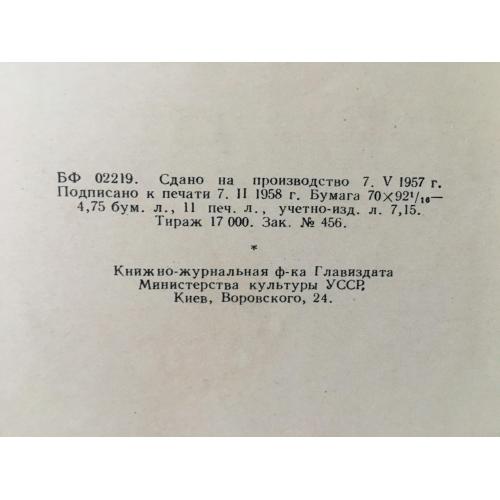 БФ 02219. Сдано на производство 7. V 1957 г.
Подписано к печати 7. II 1958 г. Бумага 70×92¹/₁₆—
4,75 бум. л., 11 печ. л., учетно-изд. л. 7,15.
Тираж 17 000. Зак. № 456.
*
Книжно-журнальная ф-ка Главиздата
Министерства культуры УССР,
Киев, Воровского, 24.